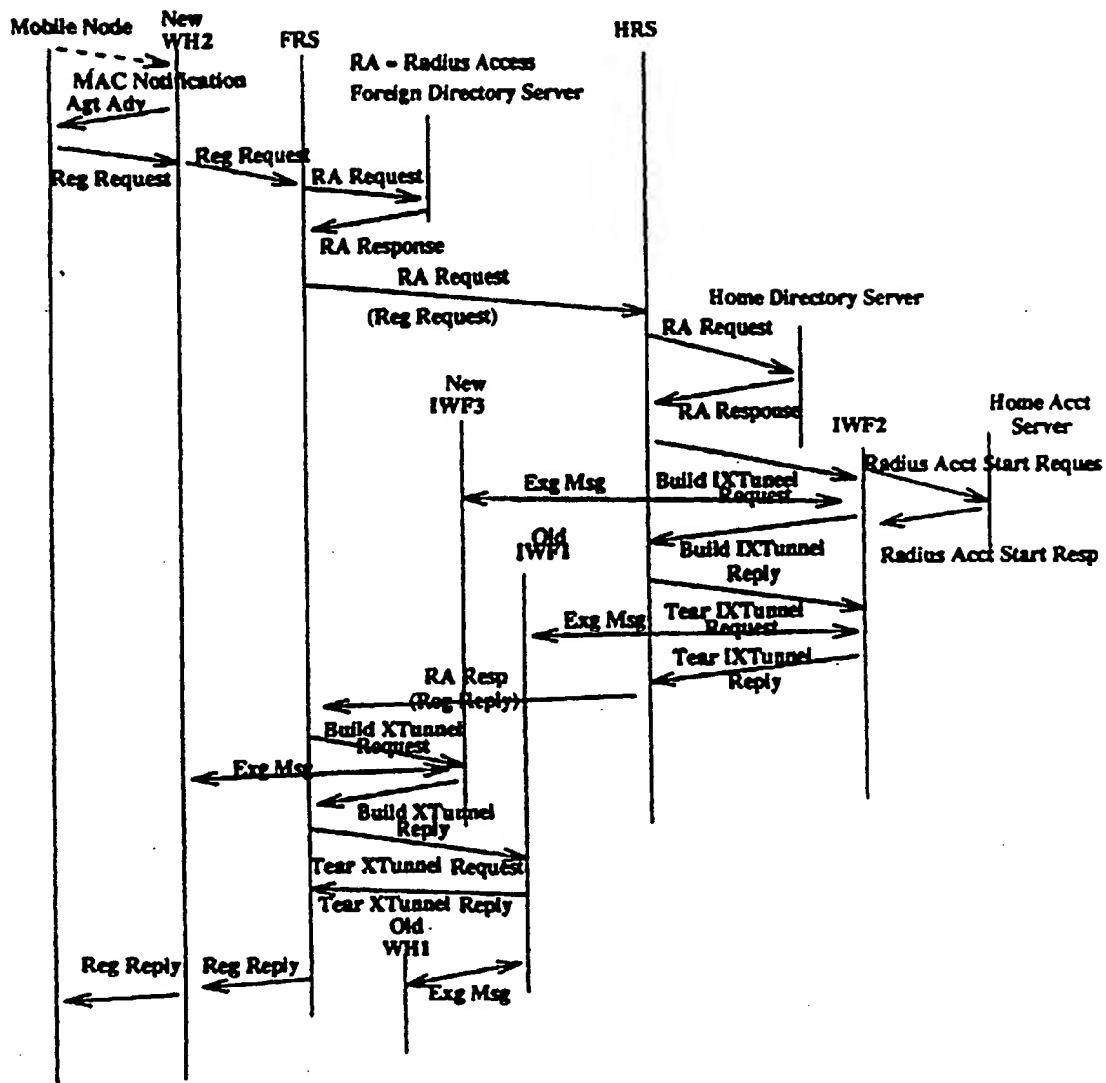 Mobile Node
New
WH2
FRS
HRS
RA = Radius Access
Foreign Directory Server
MAC Notification
Agt Adv
Reg Request
Reg Request
RA Request
RA Response
RA Request
(Reg Request)
Home Directory Server
RA Request
RA Response
New
IWF3
IWF2
Home Acct
Server
Radius Acct Start Reques
Exg Msg
Build IXTunnel
Request
Old
IWF1
Build IXTunnel
Reply
Radius Acct Start Resp
Exg Msg
Tear IXTunnel
Request
Tear IXTunnel
Reply
RA Resp
(Reg Reply)
Build XTunnel
Request
Exg Msg
Build XTunnel
Reply
Tear XTunnel Request
Tear XTunnel Reply
Old
WH1
Reg Reply
Reg Reply
Exg Msg